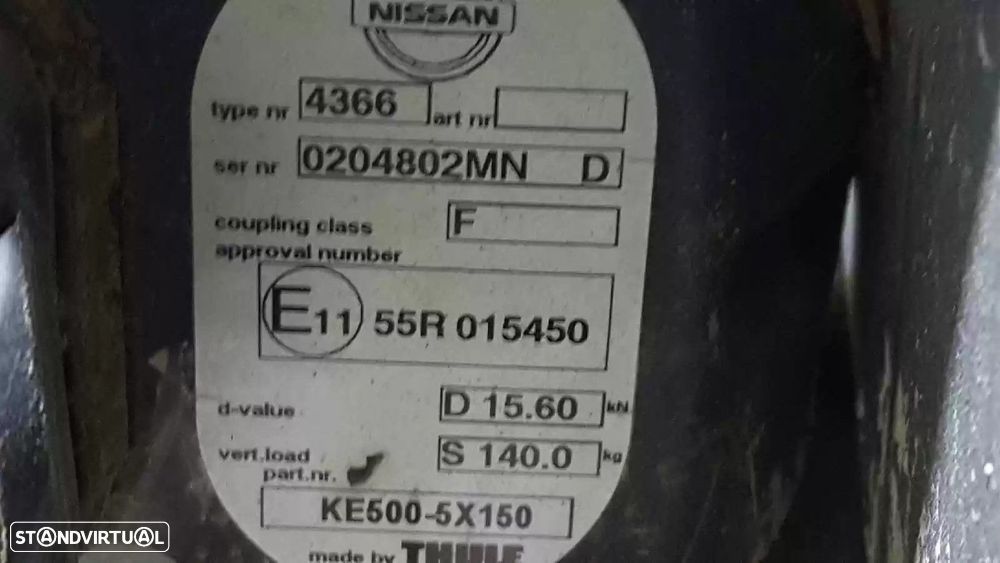 NISSAN
type nr 4366 art nr
ser nr 0204802MN D
coupling class F
approval number
E11 55R 015450
d-value D 15.60 kN
vert.load S 140.0 kg
part.nr.
KE500-5X150
made by THULE
STANDVIRTUAL